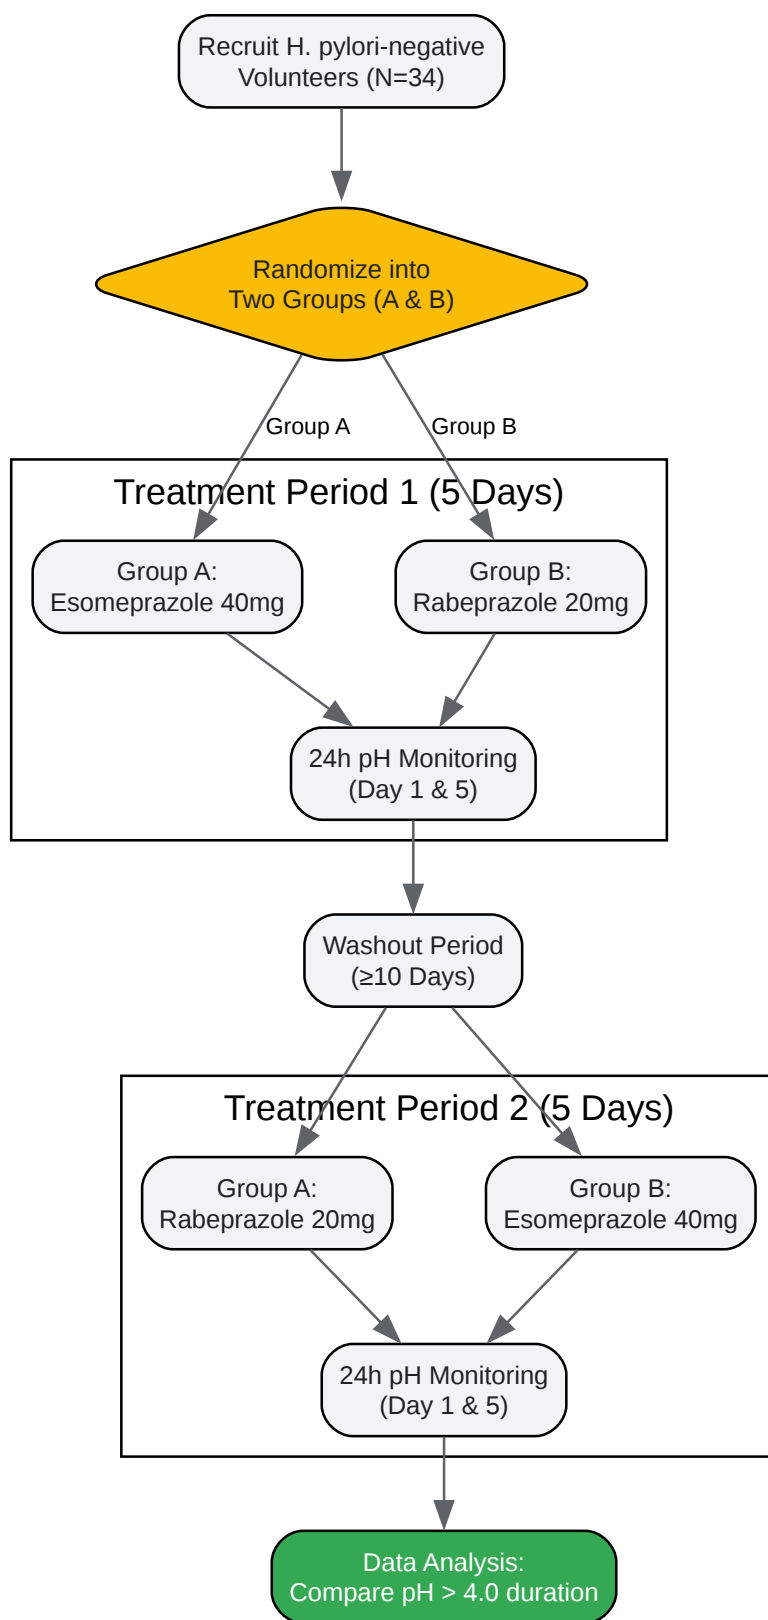 Recruit H. pylori-negative
Volunteers (N=34)
Randomize into
Two Groups (A & B)
Group A
Group B
Treatment Period 1 (5 Days)
Group A:
Esomeprazole 40mg
Group B:
Rabeprazole 20mg
24h pH Monitoring
(Day 1 & 5)
Washout Period
(≥10 Days)
Treatment Period 2 (5 Days)
Group A:
Rabeprazole 20mg
Group B:
Esomeprazole 40mg
24h pH Monitoring
(Day 1 & 5)
Data Analysis:
Compare pH > 4.0 duration